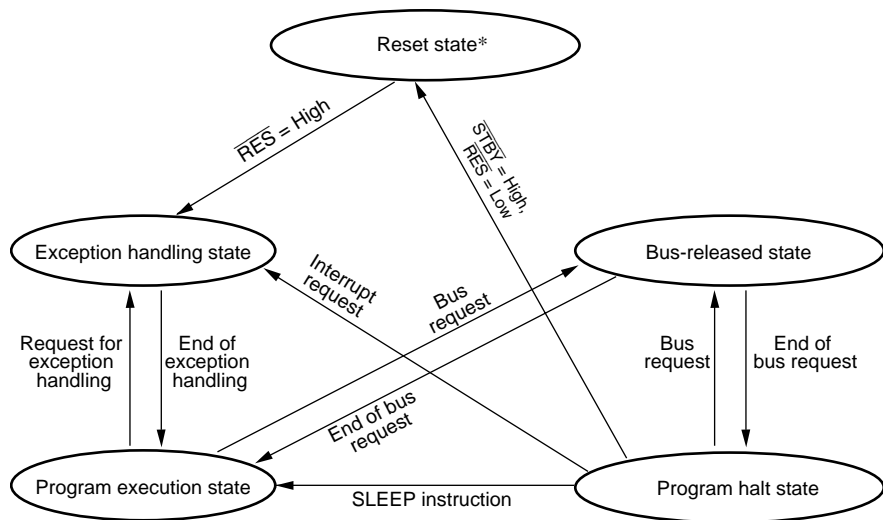 Reset state*
RES = High
STBY = High,
RES = Low
Exception handling state
Bus-released state
Interrupt
request
Bus
request
Request for
exception
handling
End of
exception
handling
Bus
request
End of
bus request
End of bus
request
Program execution state
SLEEP instruction
Program halt state